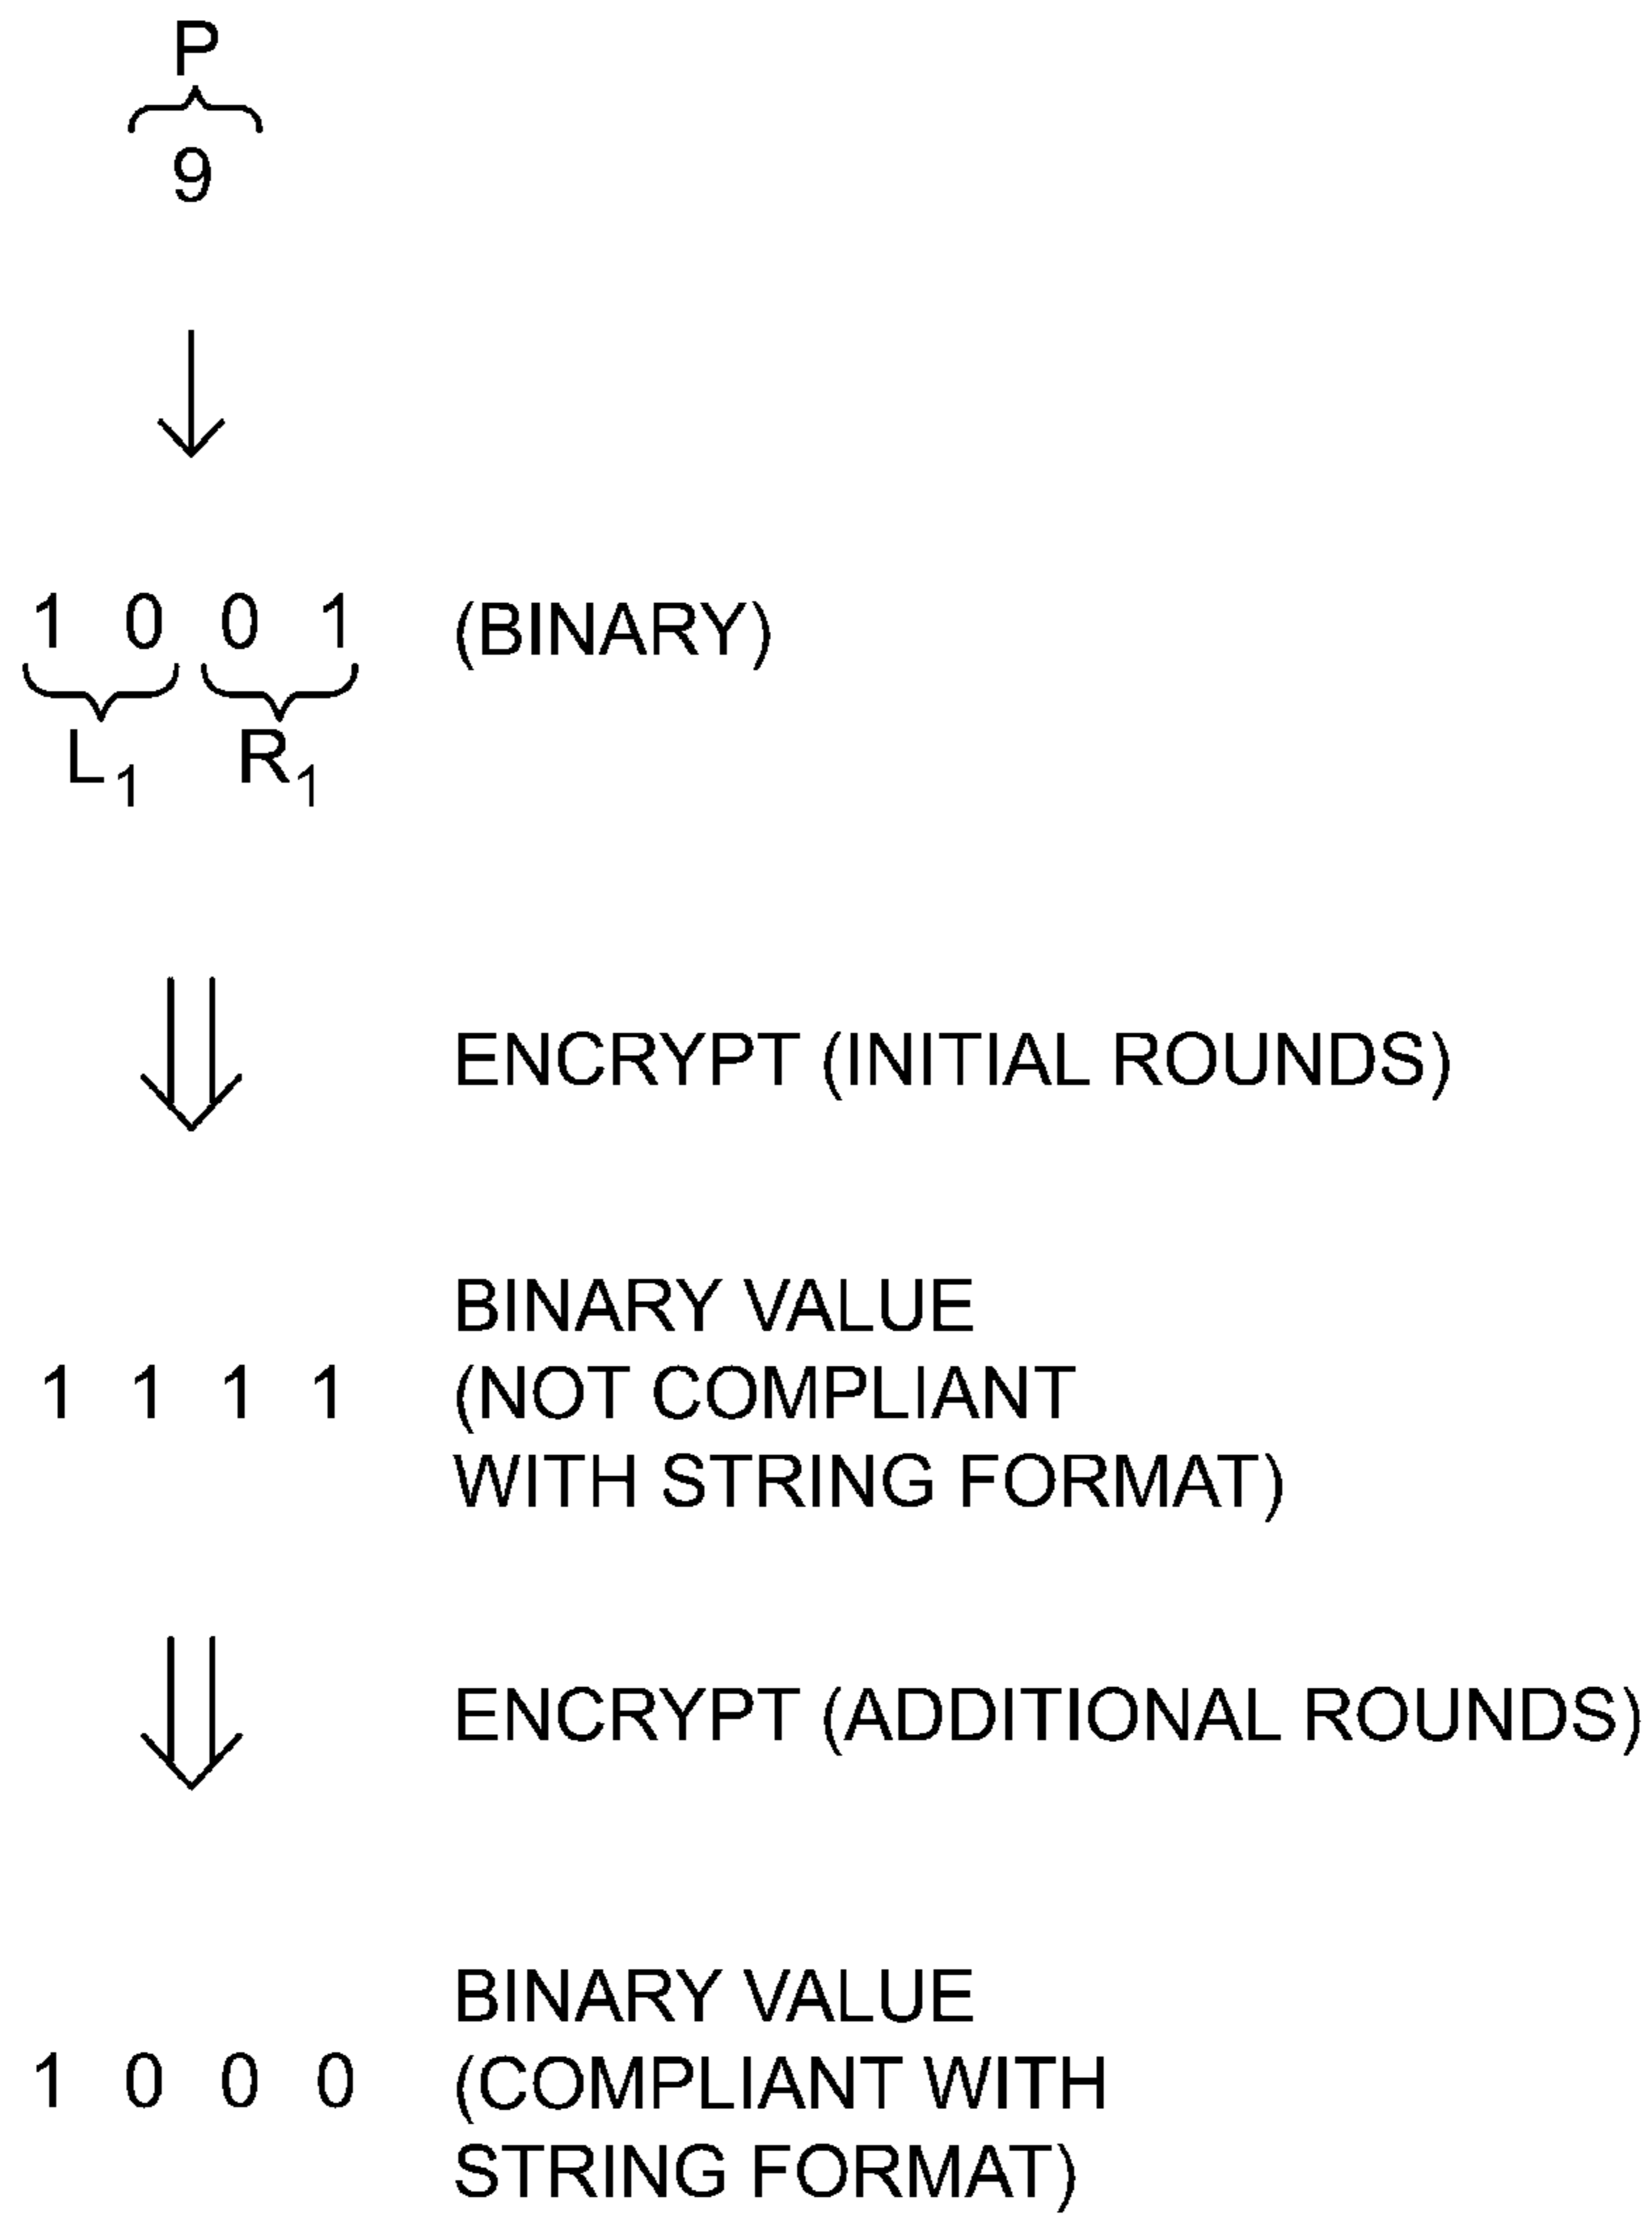 P
9
1 0 0 1 (BINARY)
L1 R1
ENCRYPT (INITIAL ROUNDS)
BINARY VALUE
1 1 1 1 (NOT COMPLIANT
WITH STRING FORMAT)
ENCRYPT (ADDITIONAL ROUNDS)
BINARY VALUE
1 0 0 0 (COMPLIANT WITH
STRING FORMAT)